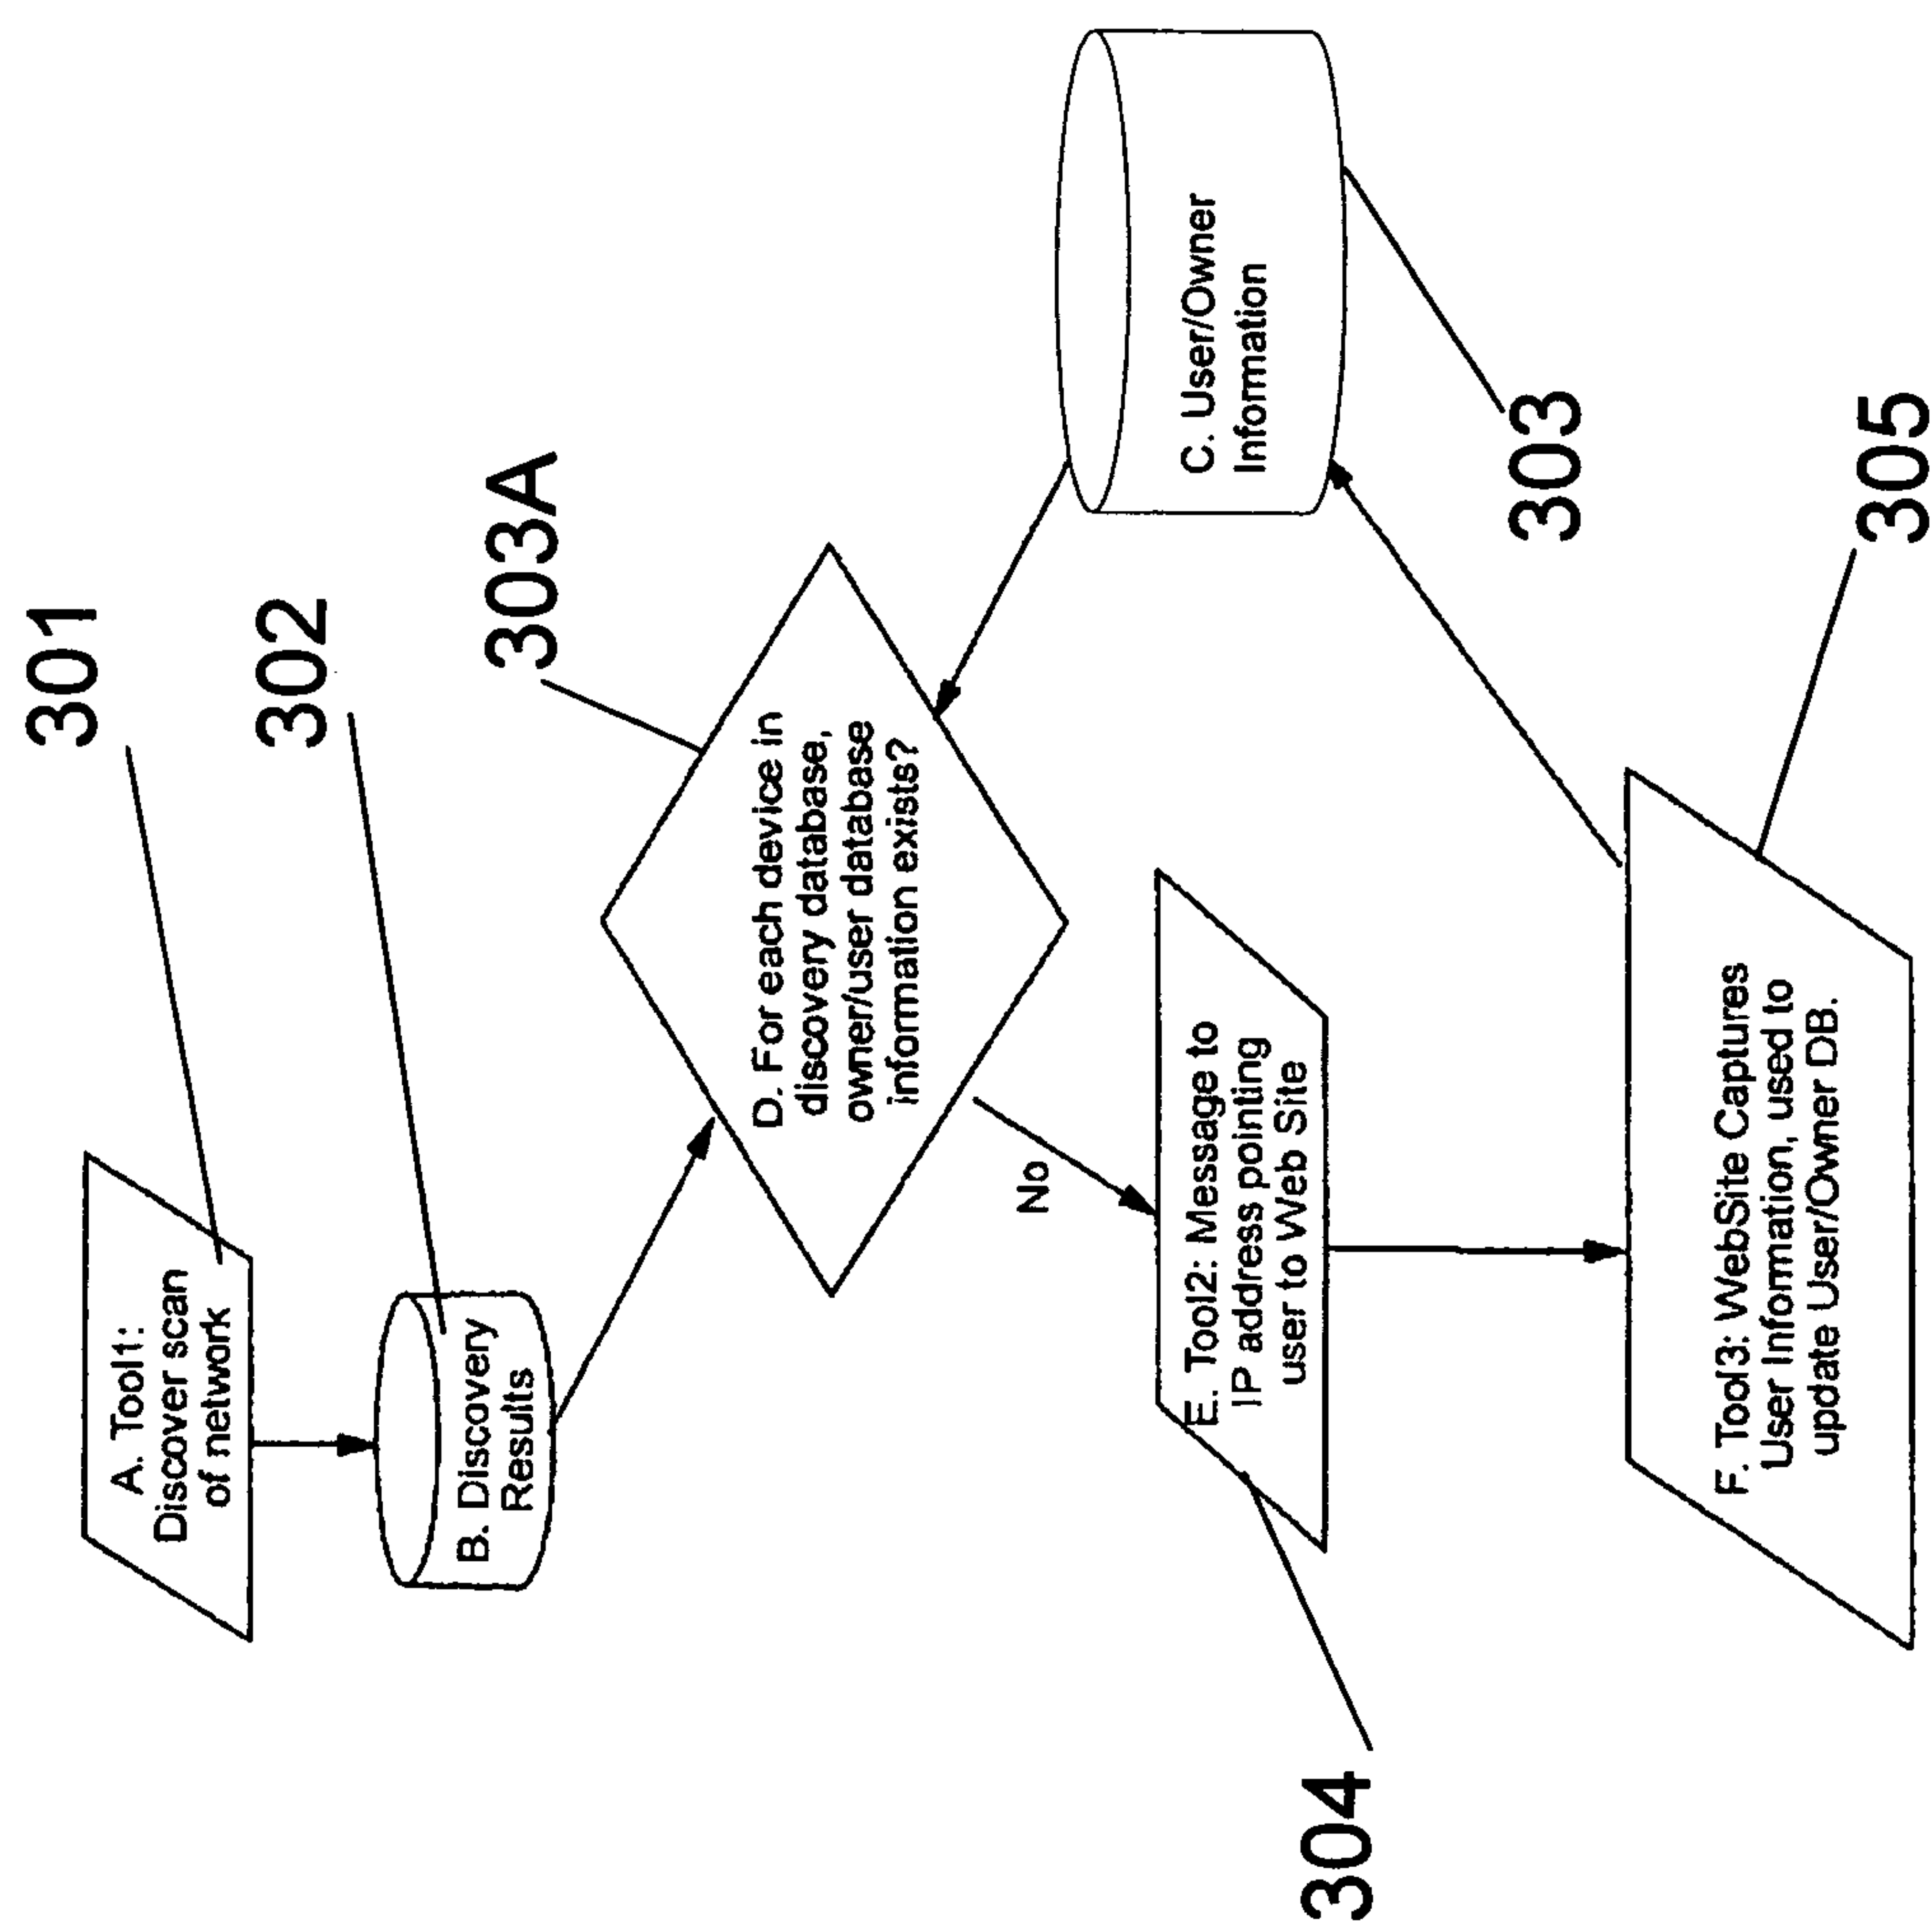 301
A. Tool1:
Discover scan
of network
302
B. Discovery
Results
303A
D. For each device in
discovery database,
owner/user database
information exists?
No
C. User/Owner
Information
303
E. Tool2: Message to
IP address pointing
user to Web Site
304
F. Tool3: WebSite Captures
User Information, used to
update User/Owner DB.
305